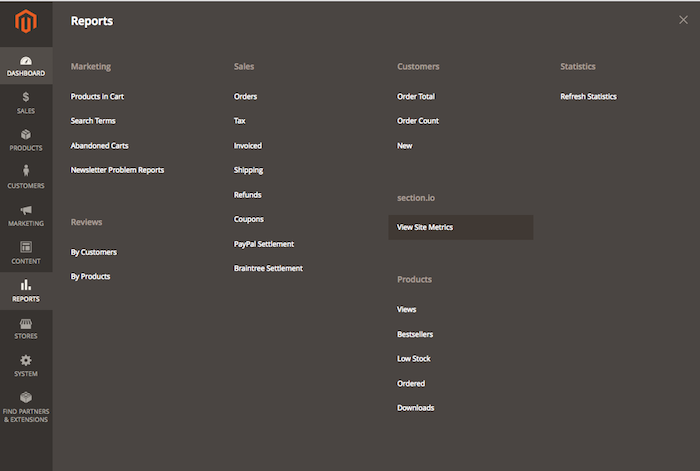 Reports
DASHBOARD
SALES
PRODUCTS
CUSTOMERS
MARKETING
CONTENT
REPORTS
STORES
SYSTEM
FIND PARTNERS
& EXTENSIONS
Marketing
Products in Cart
Search Terms
Abandoned Carts
Newsletter Problem Reports
Reviews
By Customers
By Products
Sales
Orders
Tax
Invoiced
Shipping
Refunds
Coupons
PayPal Settlement
Braintree Settlement
Customers
Order Total
Order Count
New
section.io
View Site Metrics
Products
Views
Bestsellers
Low Stock
Ordered
Downloads
Statistics
Refresh Statistics